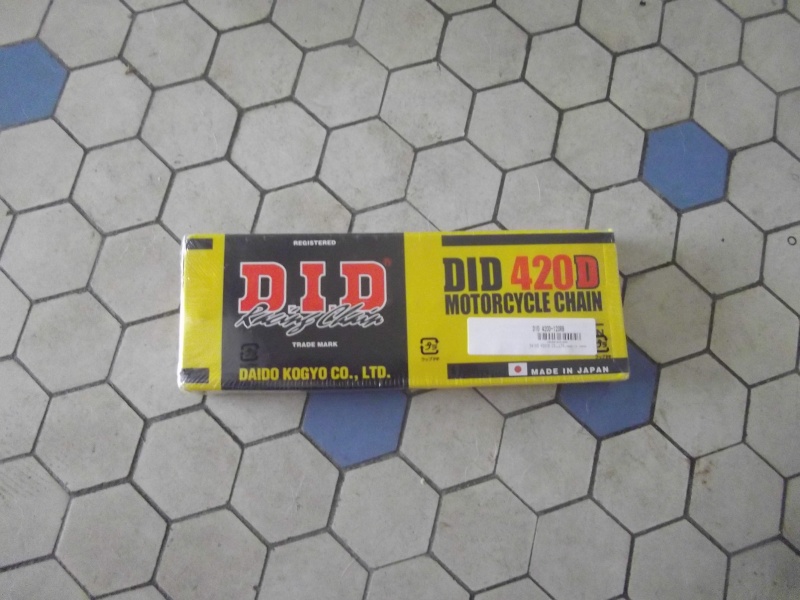 REGISTERED
D.I.D®
Racing Chain
TRADE MARK
DAIDO KOGYO CO., LTD.
DID 420D
MOTORCYCLE CHAIN
MADE IN JAPAN